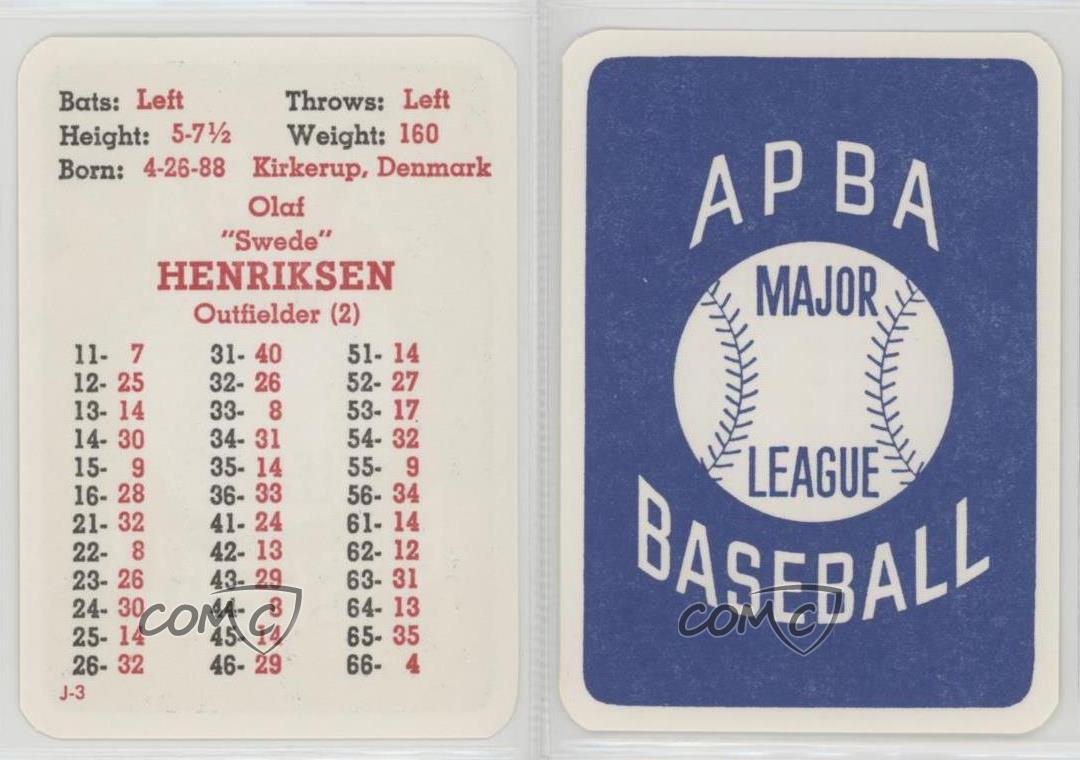 Bats: Left Throws: Left
Height: 5-7½ Weight: 160
Born: 4-26-88 Kirkerup, Denmark
Olaf
"Swede"
HENRIKSEN
Outfielder (2)
11- 7 31- 40 51- 14
12- 25 32- 26 52- 27
13- 14 33- 8 53- 17
14- 30 34- 31 54- 32
15- 9 35- 14 55- 9
16- 28 36- 33 56- 34
21- 32 41- 24 61- 14
22- 8 42- 13 62- 12
23- 26 43- 29 63- 31
24- 30 44- 8 64- 13
25- 14 45- 14 65- 35
26- 32 46- 29 66- 4
J-3
COMC
APBA
MAJOR
LEAGUE
BASEBALL
COMC